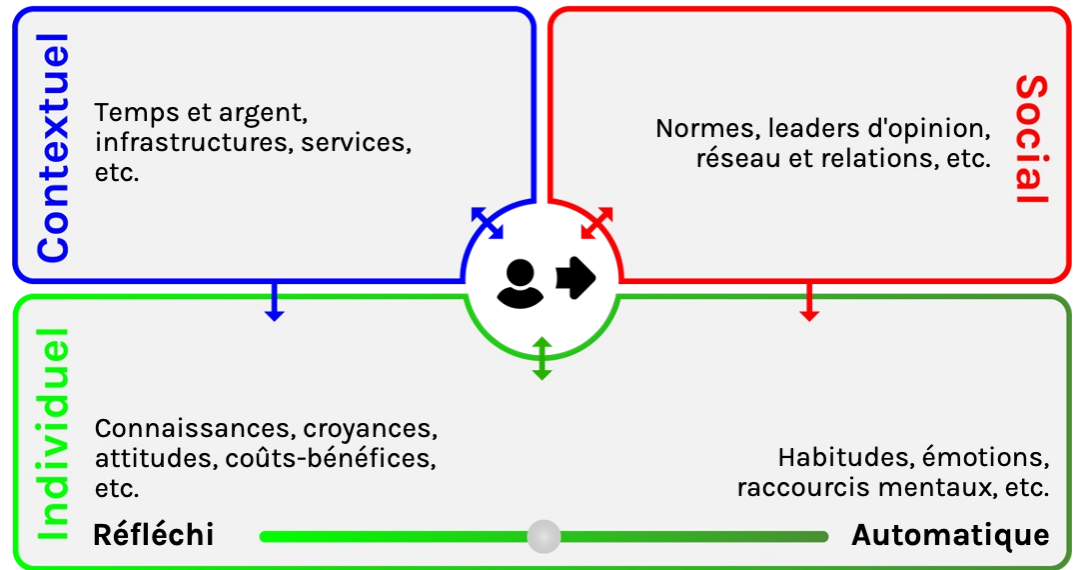 Contextuel
Temps et argent,
infrastructures, services,
etc.
Social
Normes, leaders d'opinion,
réseau et relations, etc.
Individuel
Connaissances, croyances,
attitudes, coûts-bénéfices,
etc.
Habitudes, émotions,
raccourcis mentaux, etc.
Réfléchi
Automatique